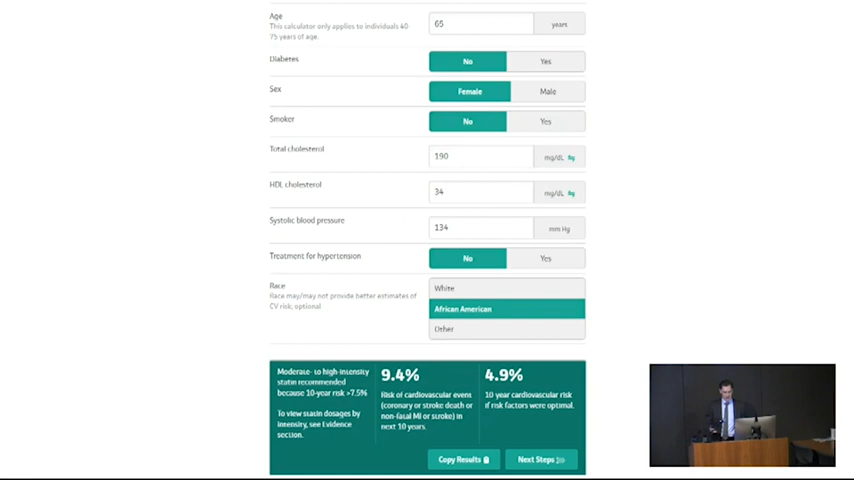 Age
This calculator only applies to individuals 40-
75 years of age.
65 years
Diabetes
No Yes
Sex
Female Male
Smoker
No Yes
Total cholesterol
190 mg/dL
HDL cholesterol
34 mg/dL
Systolic blood pressure
134 mm Hg
Treatment for hypertension
No Yes
Race
Race may/may not provide better estimates of
CV risk; optional
White
African American
Other
Moderate- to high-intensity
statin recommended
because 10-year risk >7.5%
To view statin dosages by
intensity, see Evidence
section.
9.4%
Risk of cardiovascular event
(coronary or stroke death or
non-fatal MI or stroke) in
next 10 years.
4.9%
10-year cardiovascular risk
if risk factors were optimal.
Copy Results
Next Steps